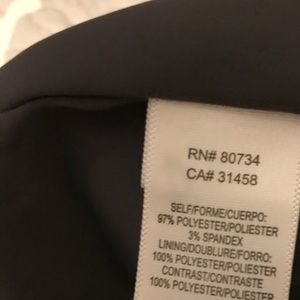 RN# 80734
CA# 31458
SELF/FORME/CUERPO:
97% POLYESTER/POLIESTER
3% SPANDEX
LINING/DOUBLURE/FORRO:
100% POLYESTER/POLIESTER
CONTRAST/CONTRASTE
100% POLYESTER/POLIESTER